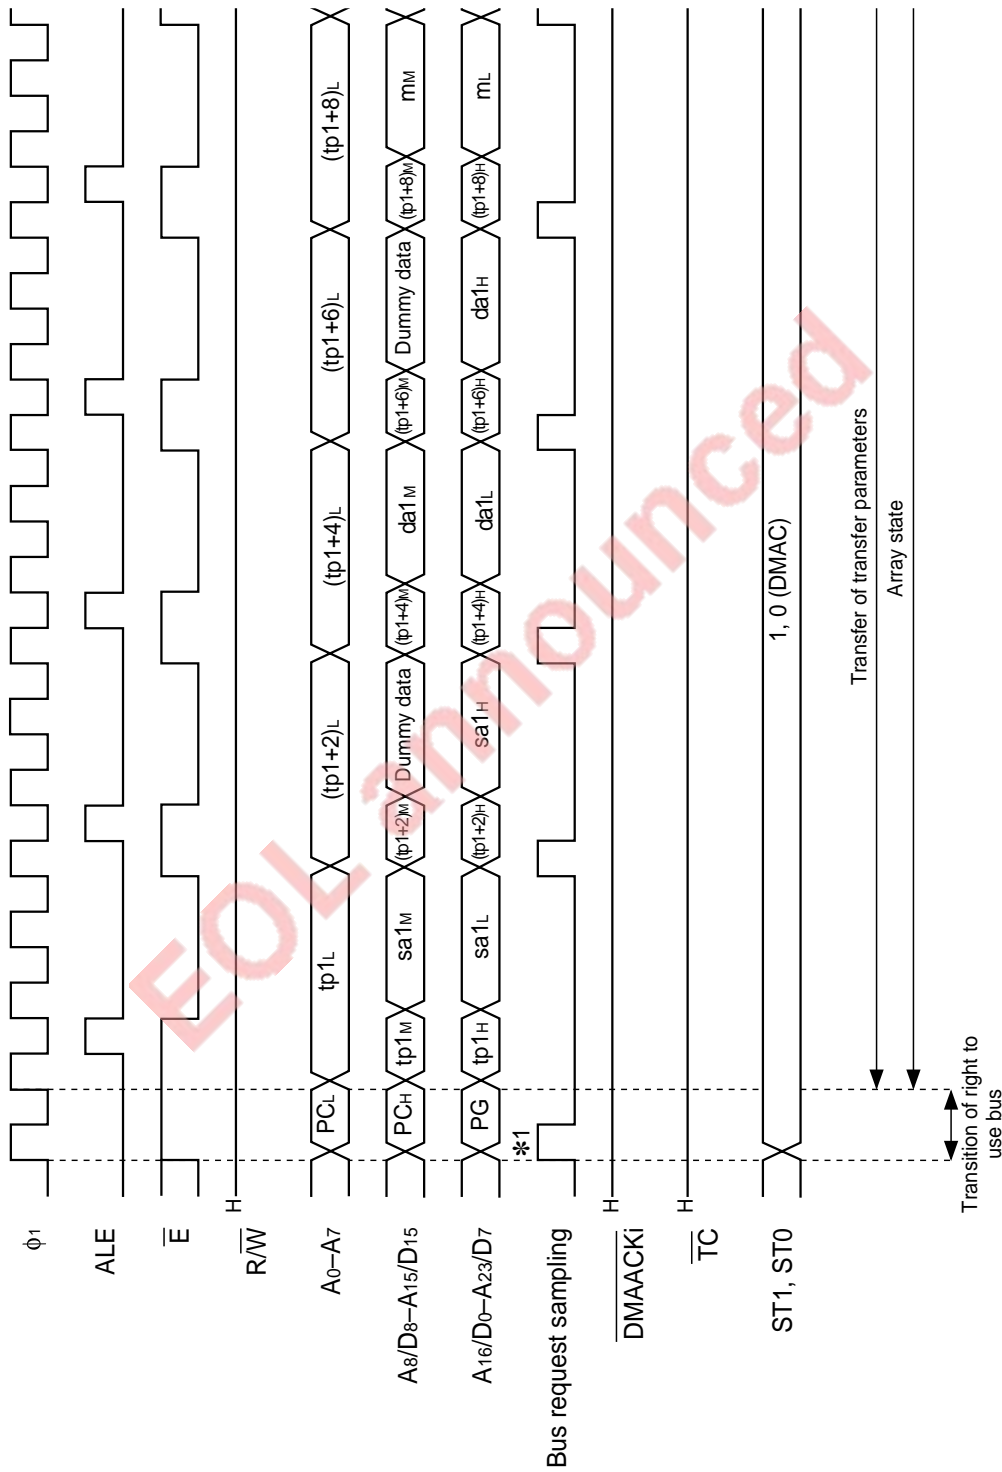 ϕ1
ALE
E
H
R/W
A0–A7
PCL
tp1L
(tp1+2)L
(tp1+4)L
(tp1+6)L
(tp1+8)L
A8/D8–A15/D15
PCH
tp1M
sa1M
(tp1+2)M
Dummy data
(tp1+4)M
da1M
(tp1+6)M
Dummy data
(tp1+8)M
mM
A16/D0–A23/D7
PG
tp1H
sa1L
(tp1+2)H
sa1H
(tp1+4)H
da1L
(tp1+6)H
da1H
(tp1+8)H
mL
✻1
Bus request sampling
H
DMAACKi
H
TC
ST1, ST0
1, 0 (DMAC)
Transfer of transfer parameters
Array state
Transition of right to
use bus
EOL announced